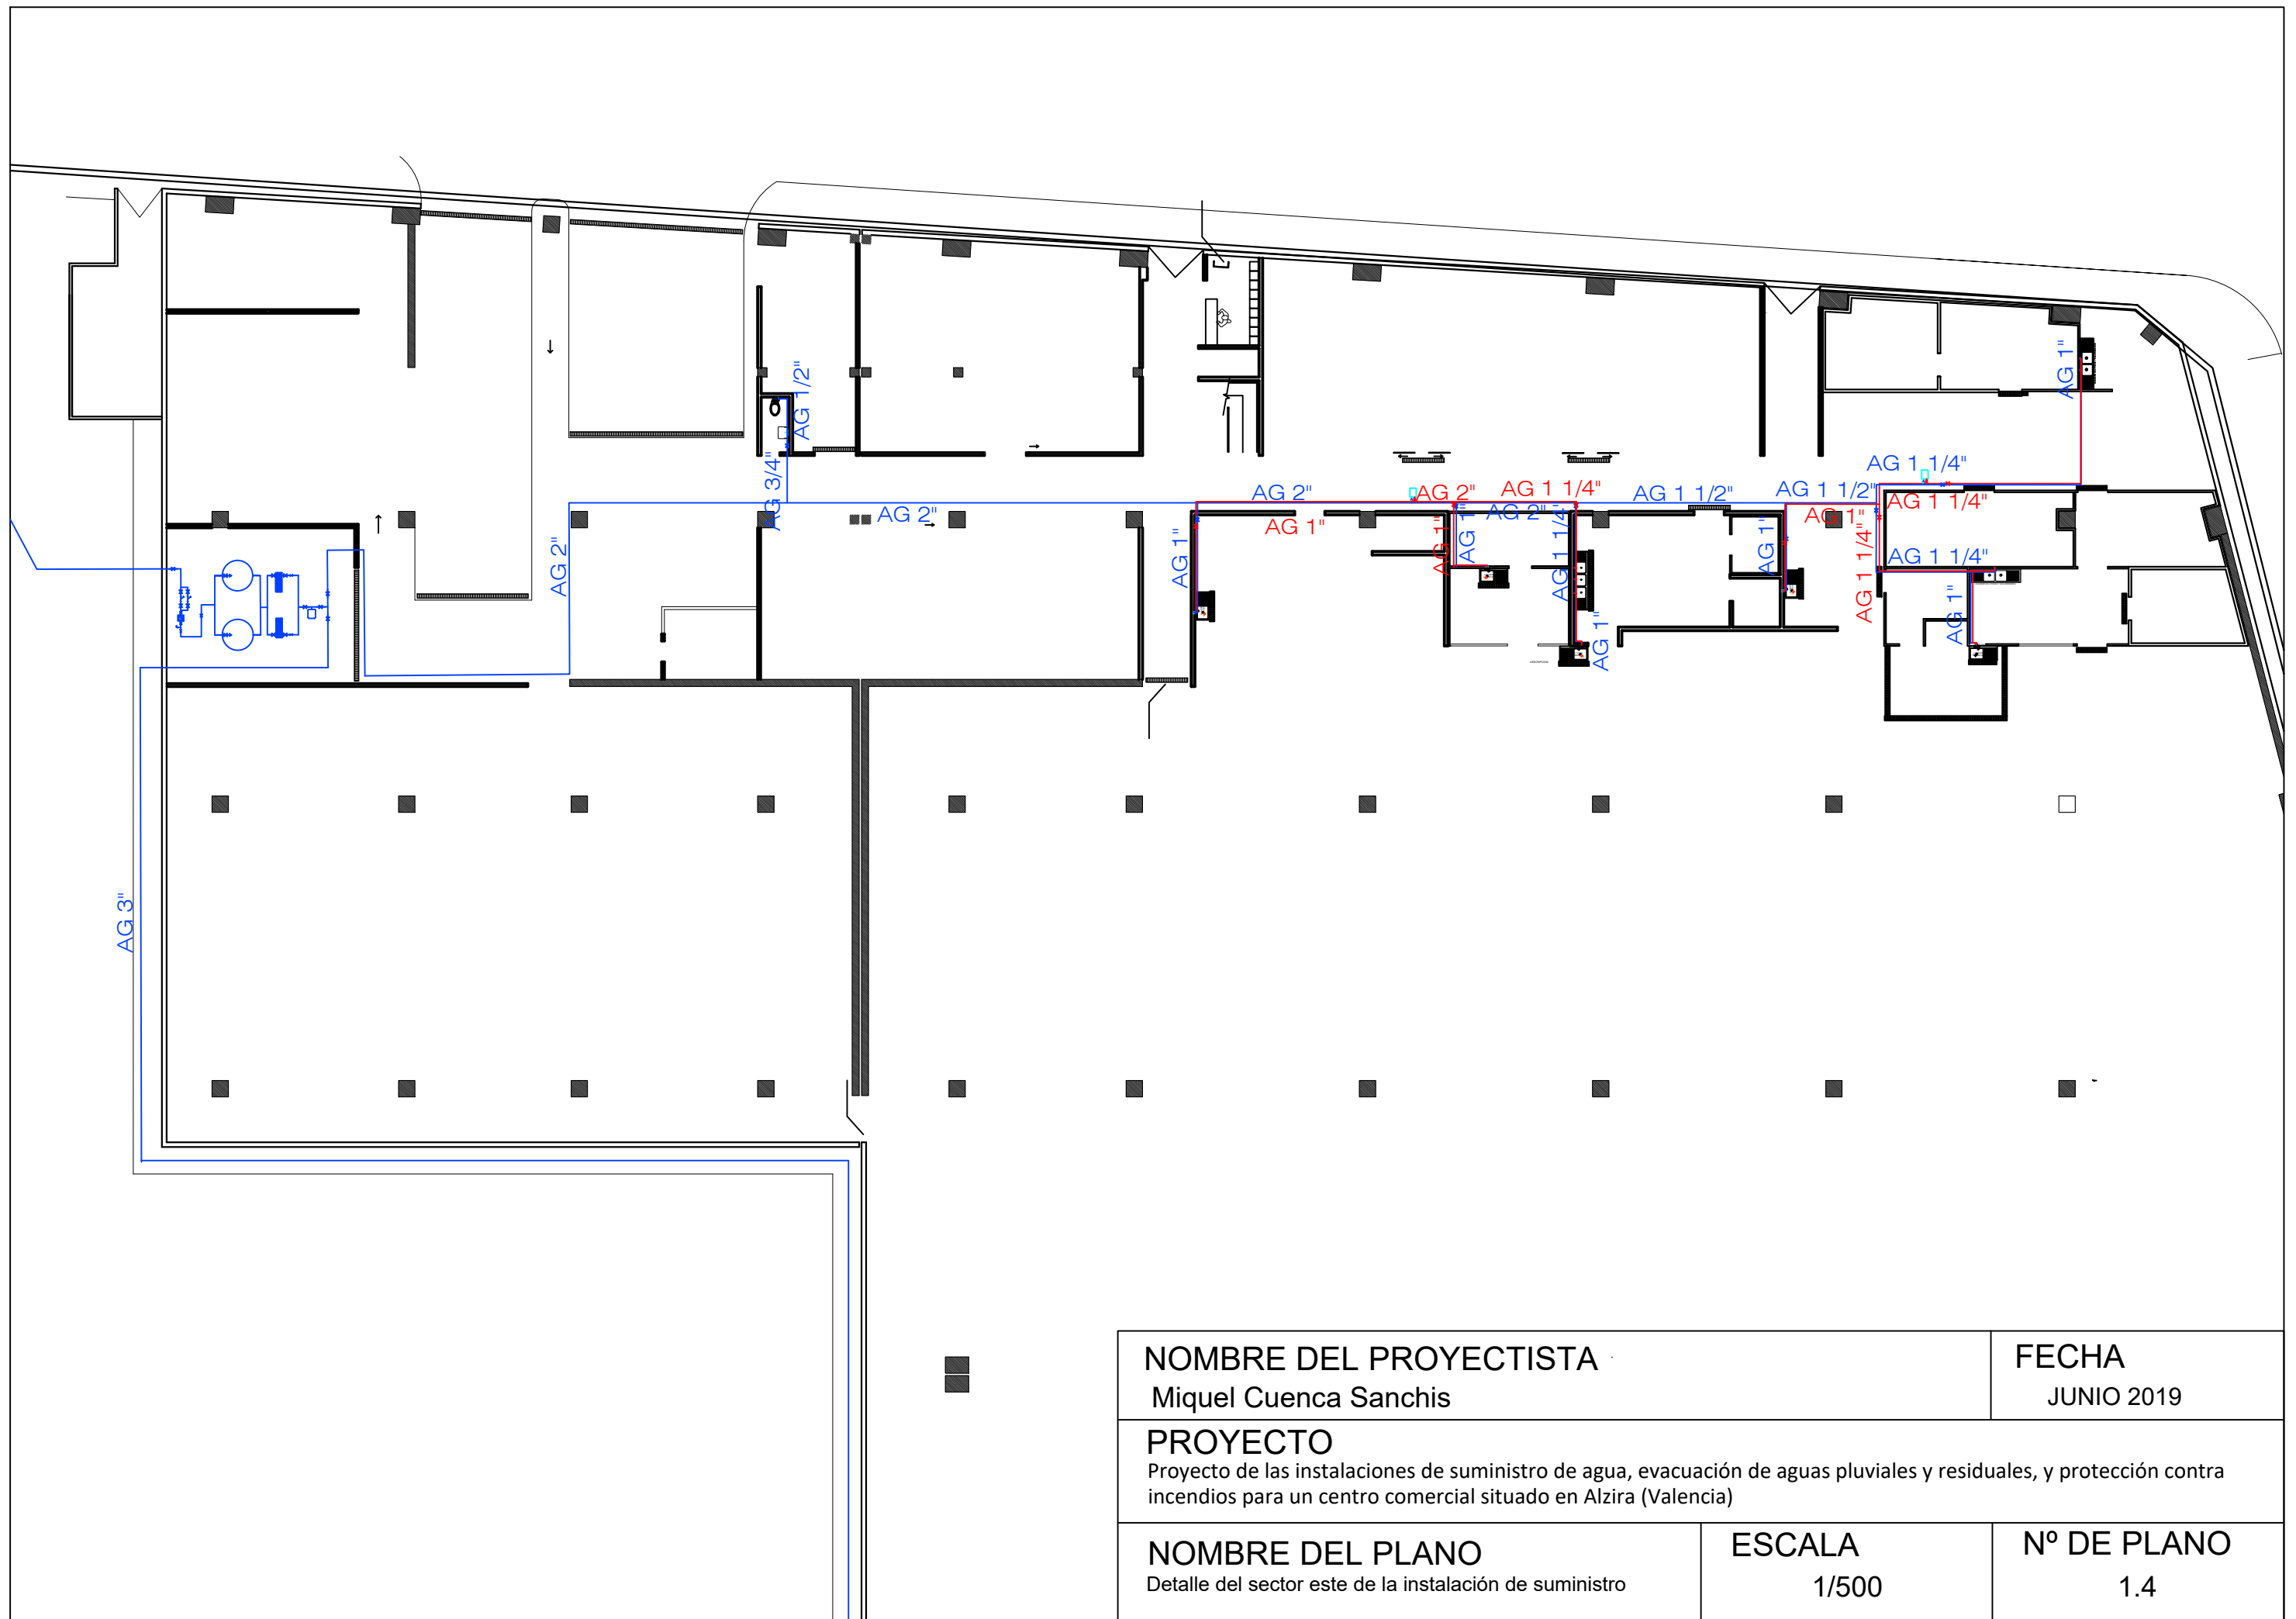 AG 1/2"
AG 3/4"
AG 1"
AG 1 1/4"
AG 2"
AG 2"
AG 1 1/4"
AG 1 1/2"
AG 1 1/2"
AG 1 1/4"
AG 2"
AG 1"
AG 2"
AG 1"
AG 2"
AG 1"
AG 1"
AG 1"
AG 1 1/4"
AG 1"
AG 1 1/4"
AG 1 1/4"
AG 1"
AG 1"
AG 3"
NOMBRE DEL PROYECTISTA
Miquel Cuenca Sanchis
FECHA
JUNIO 2019
PROYECTO
Proyecto de las instalaciones de suministro de agua, evacuación de aguas pluviales y residuales, y protección contra
incendios para un centro comercial situado en Alzira (Valencia)
NOMBRE DEL PLANO
Detalle del sector este de la instalación de suministro
ESCALA
1/500
Nº DE PLANO
1.4